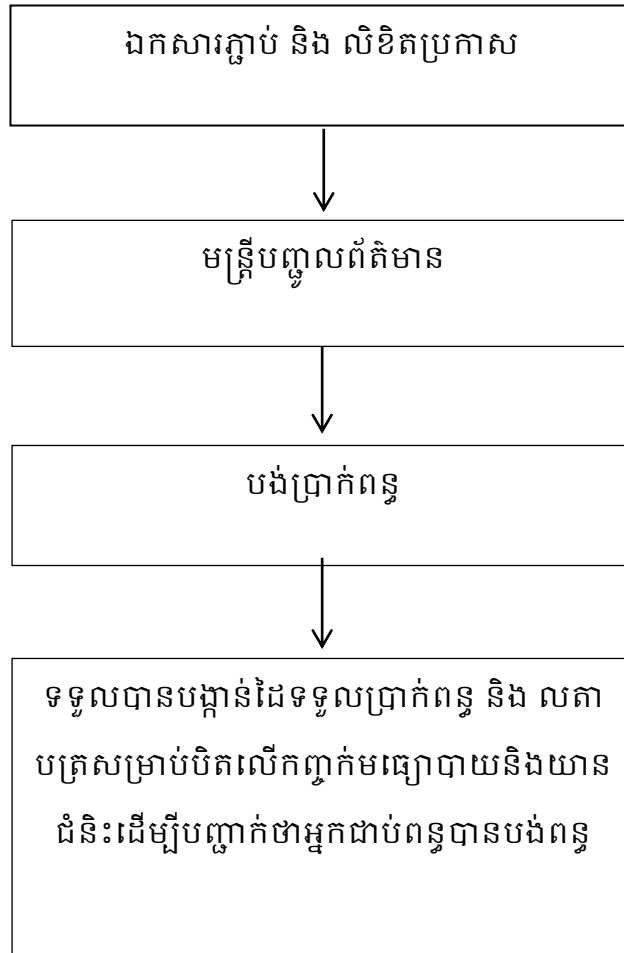 ឯកសារភ្ជាប់ និង លិខិតប្រកាស
មន្ត្រីបញ្ចូលព័ត៌មាន
បង់ប្រាក់ពន្ធ
ទទួលបានបង្កាន់ដៃទទួលប្រាក់ពន្ធ និង លតា
បត្រសម្រាប់បិតលើកញ្ចក់មធ្យោបាយនិងយាន
ជំនិះដើម្បីបញ្ជាក់ថាអ្នកជាប់ពន្ធបានបង់ពន្ធ